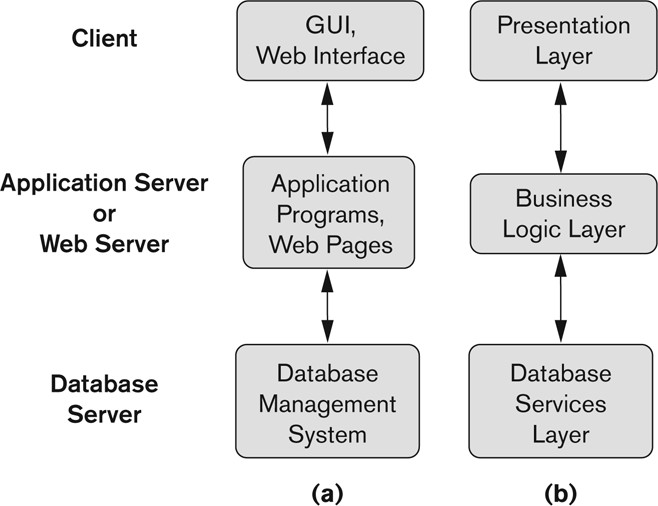 Client
GUI,
Web Interface
Presentation
Layer
Application Server
or
Web Server
Application
Programs,
Web Pages
Business
Logic Layer
Database
Server
Database
Management
System
Database
Services
Layer
(a)
(b)